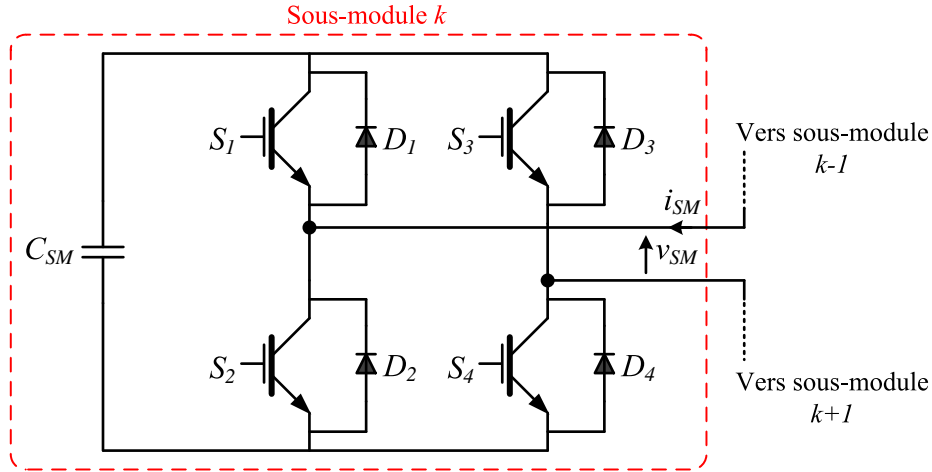 Sous-module k
S1
D1
S3
D3
Vers sous-module
k-1
iSM
vSM
CSM
S2
D2
S4
D4
Vers sous-module
k+1